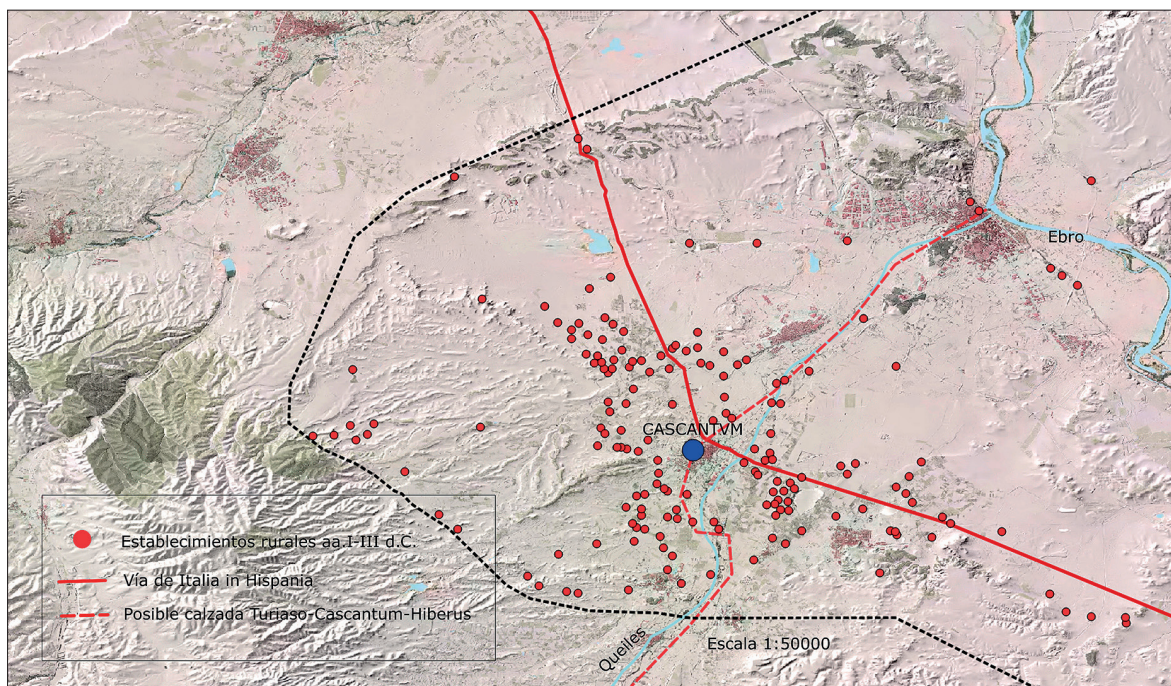 Ebro
CASCANTVM
Establecimientos rurales aa.I-III d.C.
Vía de Italia in Hispania
Posible calzada Turiaso-Cascantum-Hiberus
Queiles
Escala 1:50000